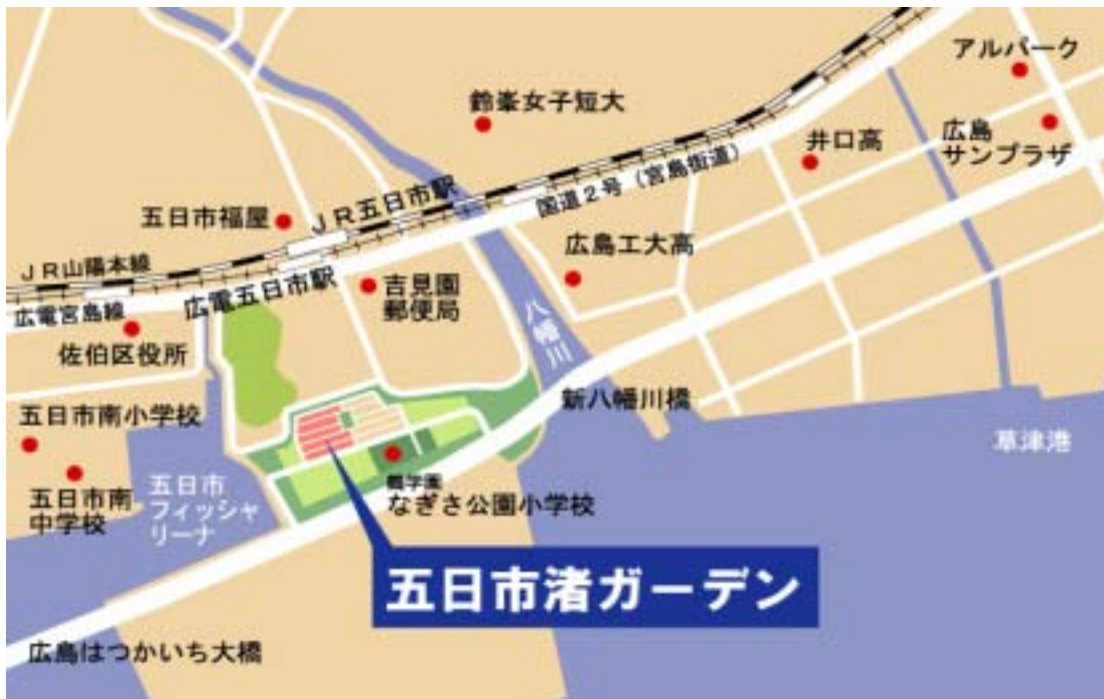 アルパーク
鈴峯女子短大
広島
サンプラザ
井口高
国道2号(宮島街道)
JR五日市駅
五日市福屋
広島工大高
JR山陽本線
広電五日市駅
吉見園
郵便局
広電宮島線
八幡川
佐伯区役所
新八幡川橋
五日市南小学校
草津港
鶴学園
なぎさ公園小学校
五日市南
中学校
五日市
フィッシャ
リーナ
五日市渚ガーデン
広島はつかいち大橋